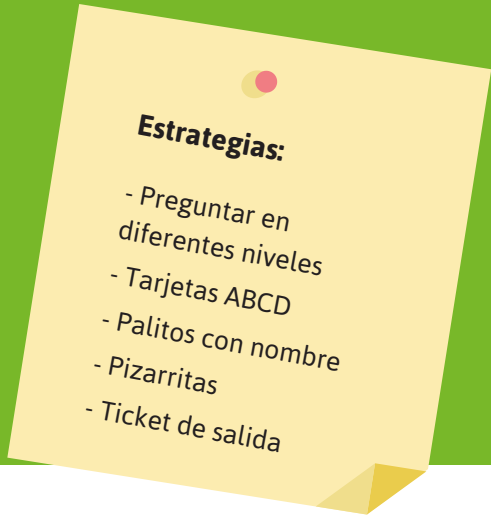 Estrategias:
- Preguntar en
diferentes niveles
- Tarjetas ABCD
- Palitos con nombre
- Pizarritas
- Ticket de salida